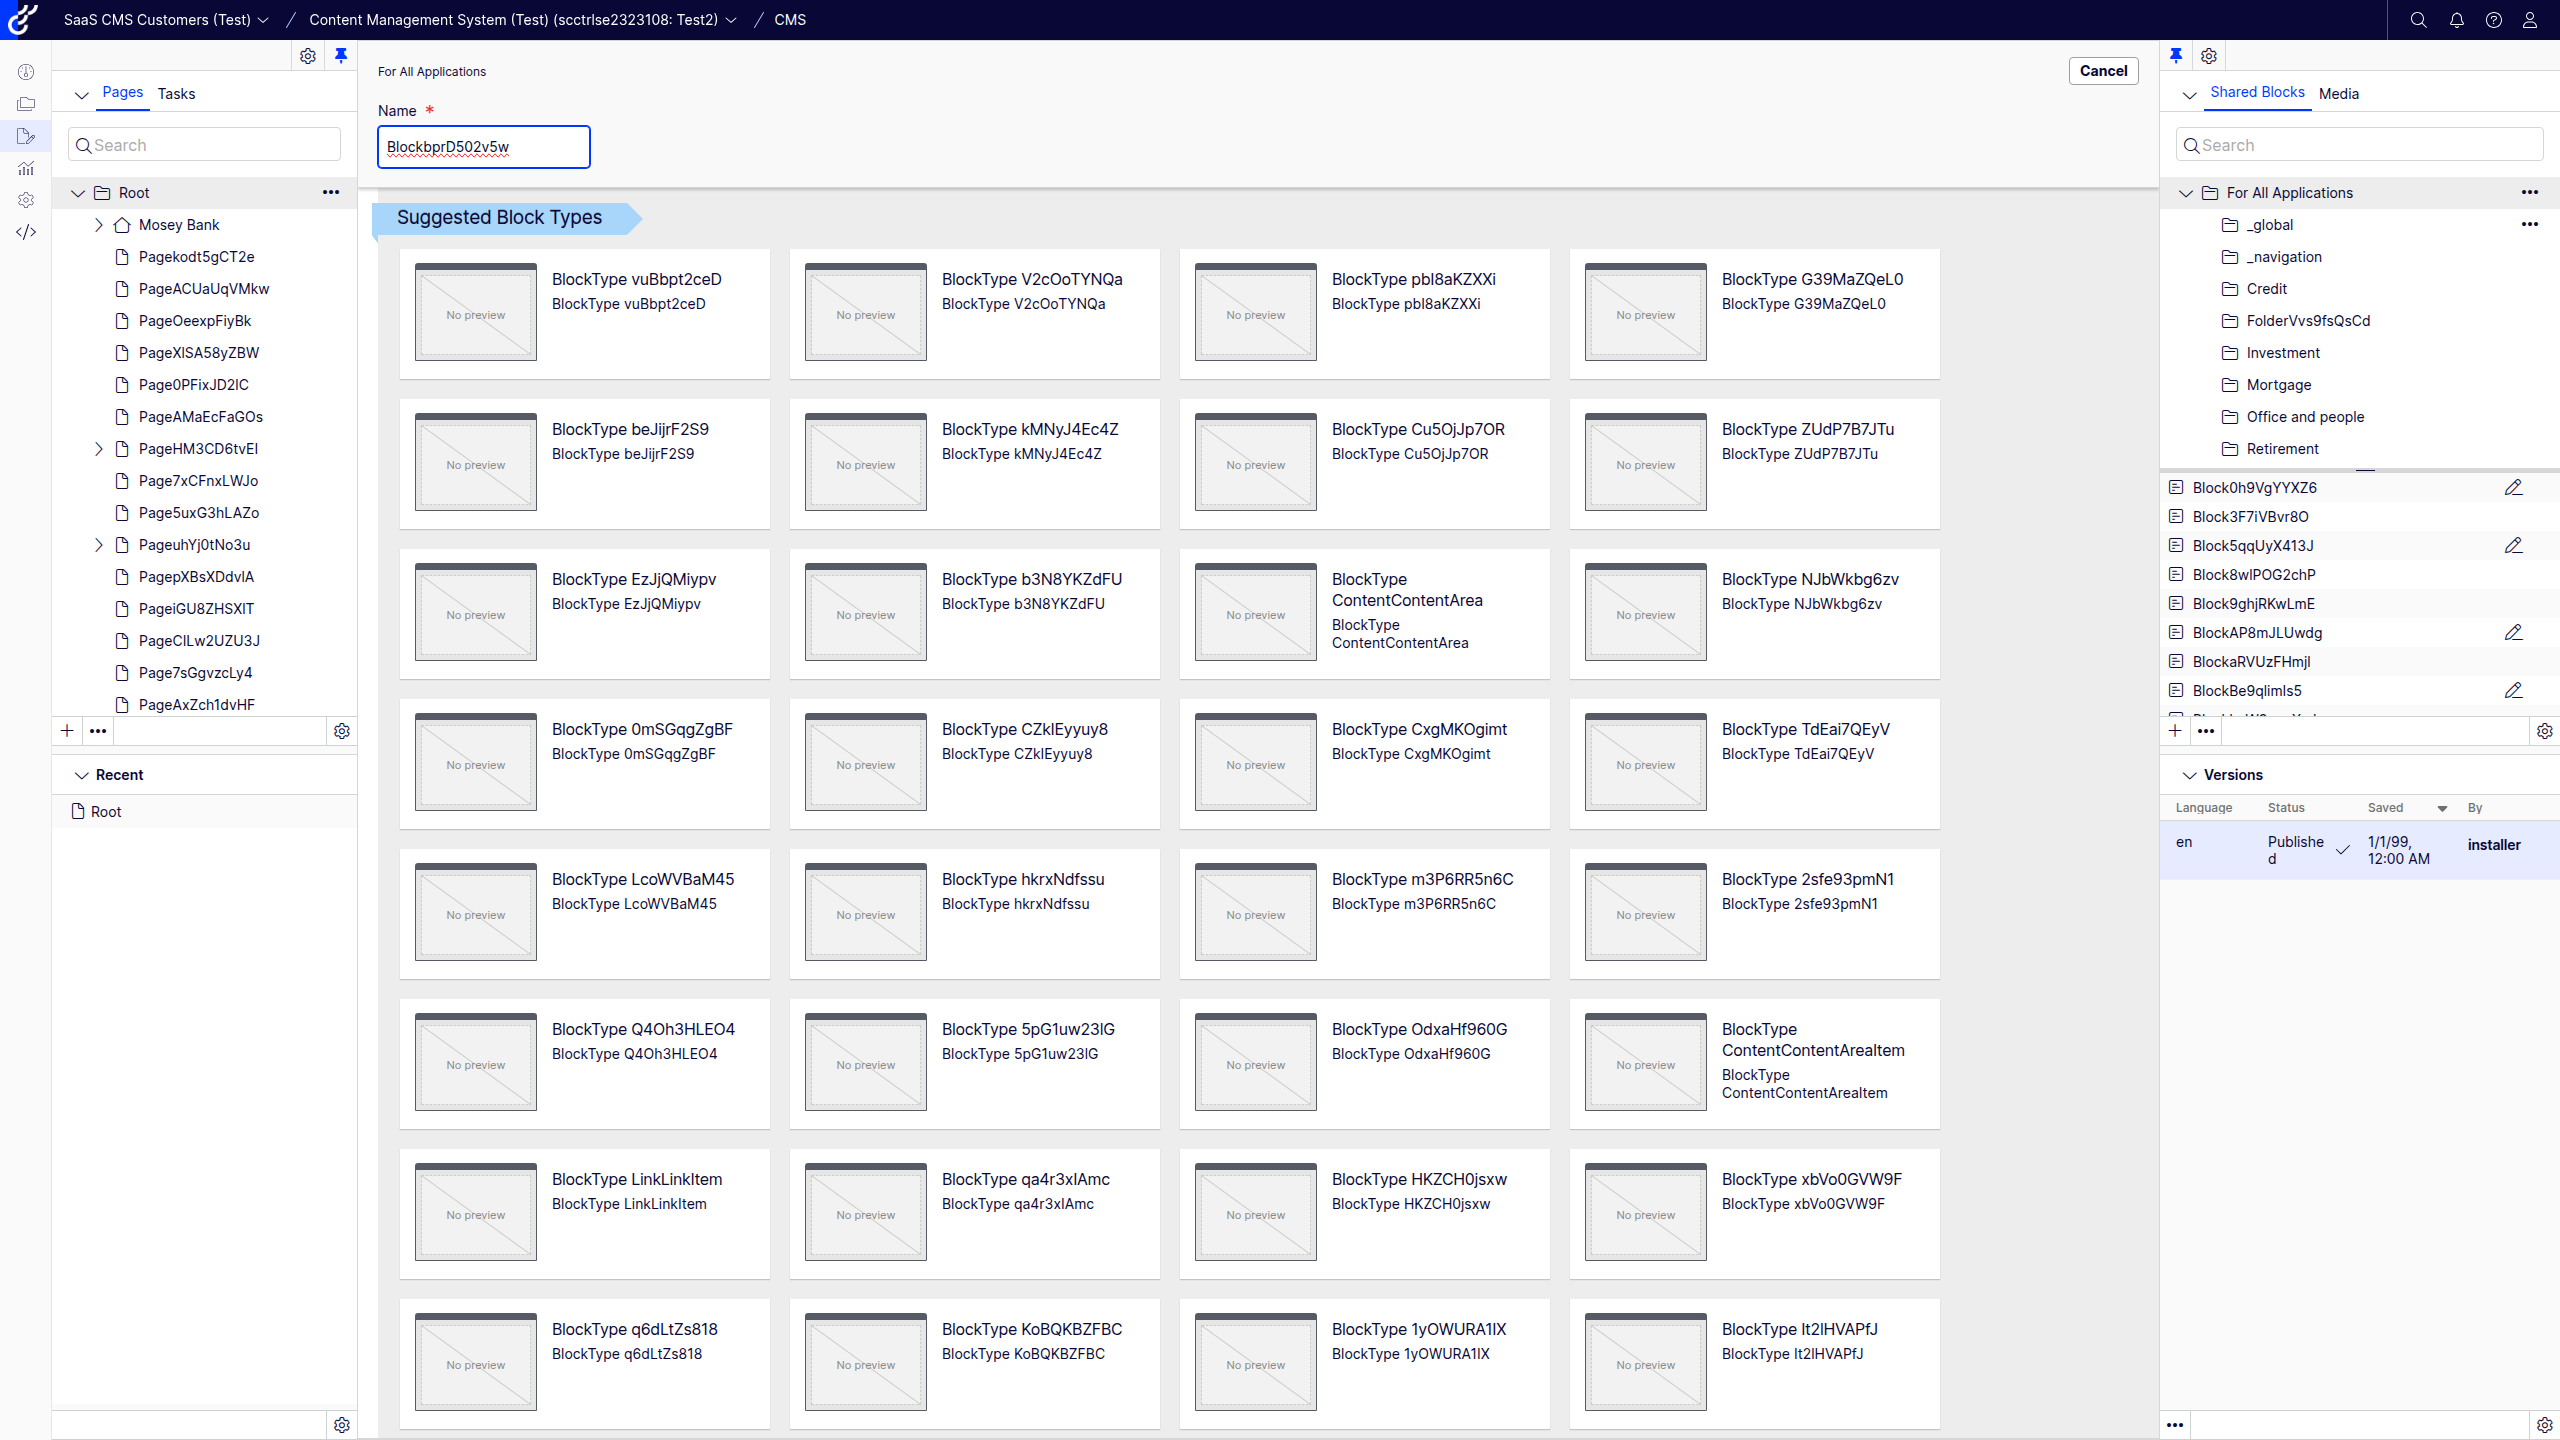 SaaS CMS Customers (Test) / Content Management System (Test) (scctrlse2323108: Test2) / CMS
Pages Tasks
Search
Root
Mosey Bank
Pagekodt5gCT2e
PageACUaUqVMkw
PageOeexpFiyBk
PageXlSA58yZBW
Page0PFixJD2lC
PageAMaEcFaGOs
PageHM3CD6tvEI
Page7xCFnxLWJo
Page5uxG3hLAZo
PageuhYj0tNo3u
PagepXBsXDdvIA
PageiGU8ZHSXIT
PageClLw2UZU3J
Page7sGgvzcLy4
PageAxZch1dvHF
Recent
Root
For All Applications
Cancel
Name *
BlockbprD502v5w
Suggested Block Types
No preview
BlockType vuBbpt2ceD
BlockType vuBbpt2ceD
No preview
BlockType V2cOoTYNQa
BlockType V2cOoTYNQa
No preview
BlockType pbl8aKZXXi
BlockType pbl8aKZXXi
No preview
BlockType G39MaZQeL0
BlockType G39MaZQeL0
No preview
BlockType beJijrF2S9
BlockType beJijrF2S9
No preview
BlockType kMNyJ4Ec4Z
BlockType kMNyJ4Ec4Z
No preview
BlockType Cu5OjJp7OR
BlockType Cu5OjJp7OR
No preview
BlockType ZUdP7B7JTu
BlockType ZUdP7B7JTu
No preview
BlockType EzJjQMiypv
BlockType EzJjQMiypv
No preview
BlockType b3N8YKZdFU
BlockType b3N8YKZdFU
No preview
BlockType
ContentContentArea
BlockType
ContentContentArea
No preview
BlockType NJbWkbg6zv
BlockType NJbWkbg6zv
No preview
BlockType 0mSGqgZgBF
BlockType 0mSGqgZgBF
No preview
BlockType CZklEyyuy8
BlockType CZklEyyuy8
No preview
BlockType CxgMKOgimt
BlockType CxgMKOgimt
No preview
BlockType TdEai7QEyV
BlockType TdEai7QEyV
No preview
BlockType LcoWVBaM45
BlockType LcoWVBaM45
No preview
BlockType hkrxNdfssu
BlockType hkrxNdfssu
No preview
BlockType m3P6RR5n6C
BlockType m3P6RR5n6C
No preview
BlockType 2sfe93pmN1
BlockType 2sfe93pmN1
No preview
BlockType Q4Oh3HLEO4
BlockType Q4Oh3HLEO4
No preview
BlockType 5pG1uw23lG
BlockType 5pG1uw23lG
No preview
BlockType OdxaHf960G
BlockType OdxaHf960G
No preview
BlockType
ContentContentAreaItem
BlockType
ContentContentAreaItem
No preview
BlockType LinkLinkItem
BlockType LinkLinkItem
No preview
BlockType qa4r3xlAmc
BlockType qa4r3xlAmc
No preview
BlockType HKZCH0jsxw
BlockType HKZCH0jsxw
No preview
BlockType xbVo0GVW9F
BlockType xbVo0GVW9F
No preview
BlockType q6dLtZs818
BlockType q6dLtZs818
No preview
BlockType KoBQKBZFBC
BlockType KoBQKBZFBC
No preview
BlockType 1yOWURA1lX
BlockType 1yOWURA1lX
No preview
BlockType It2lHVAPfJ
BlockType It2lHVAPfJ
Shared Blocks Media
Search
For All Applications
_global
_navigation
Credit
FolderVvs9fsQsCd
Investment
Mortgage
Office and people
Retirement
Block0h9VgYYXZ6
Block3F7iVBvr8O
Block5qqUyX413J
Block8wlPOG2chP
Block9ghjRKwLmE
BlockAP8mJLUwdg
BlockaRVUzFHmjl
BlockBe9qlimls5
Versions
Language Status Saved By
en Publishe
d 1/1/99,
12:00 AM installer